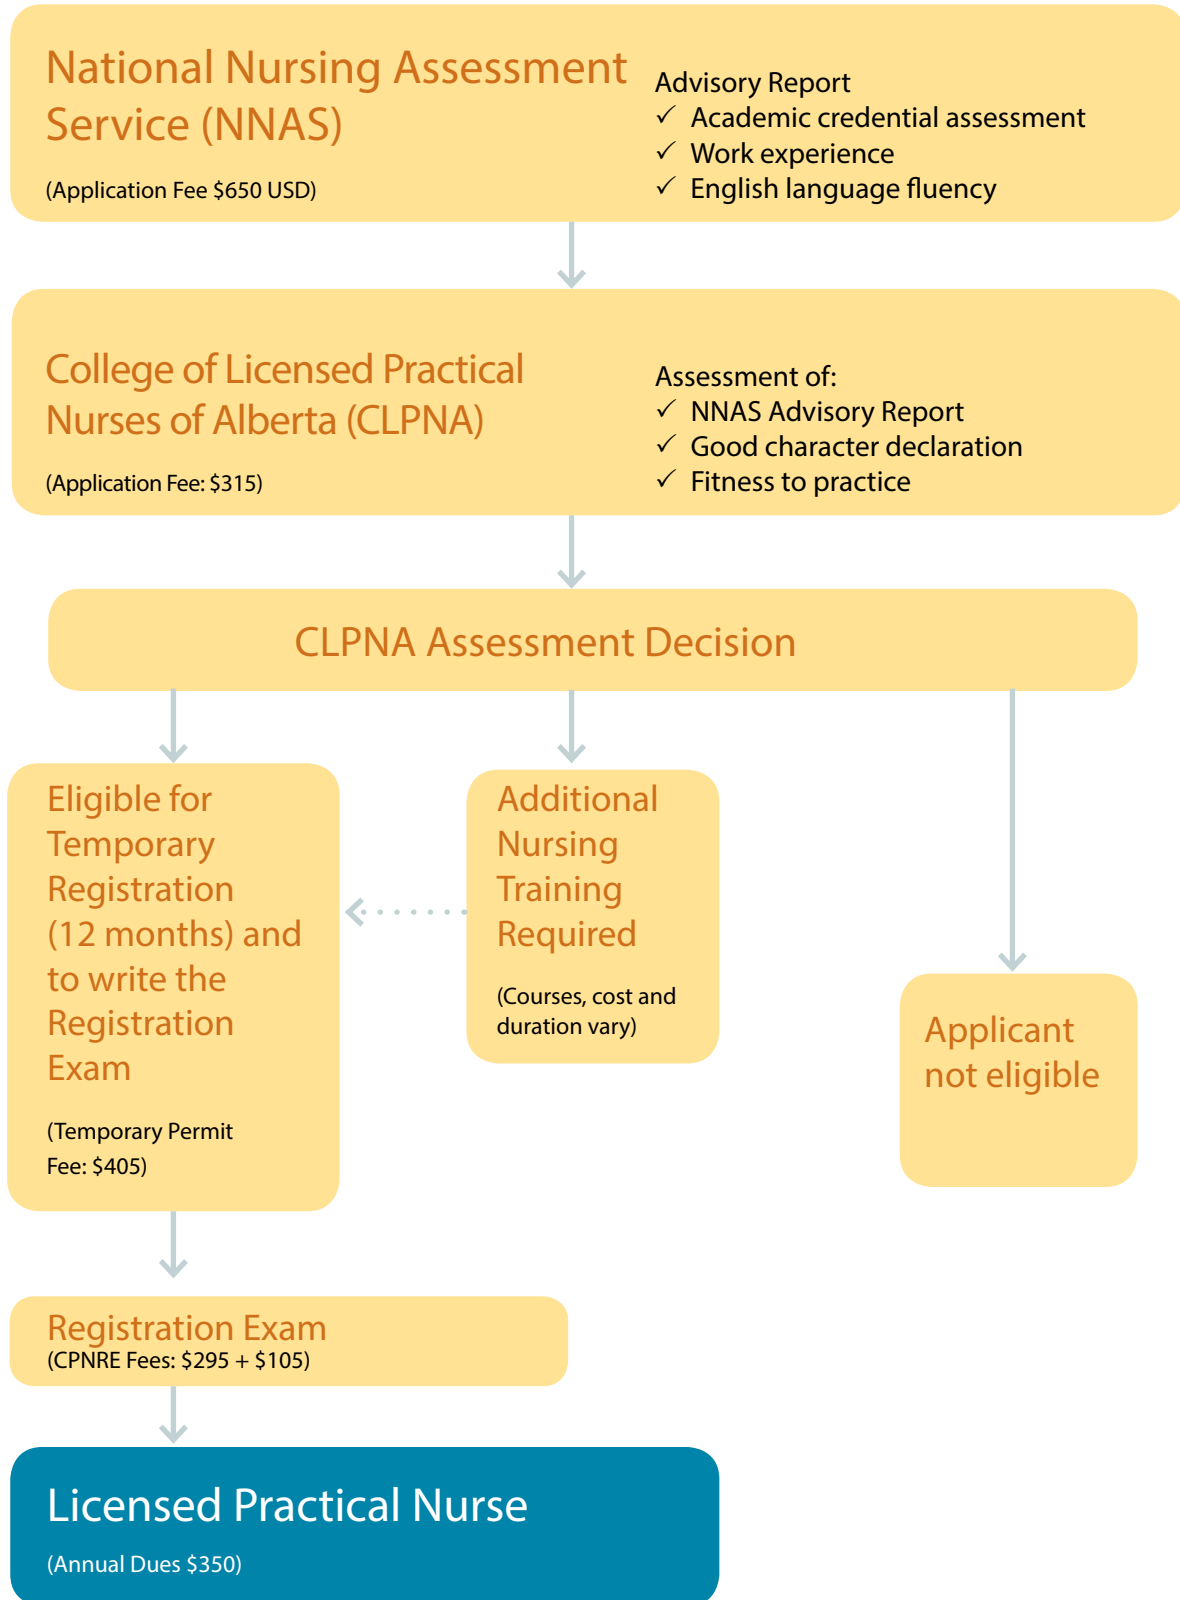 National Nursing Assessment
Service (NNAS)
(Application Fee $650 USD)
Advisory Report
✓ Academic credential assessment
✓ Work experience
✓ English language fluency
College of Licensed Practical
Nurses of Alberta (CLPNA)
(Application Fee: $315)
Assessment of:
✓ NNAS Advisory Report
✓ Good character declaration
✓ Fitness to practice
CLPNA Assessment Decision
Eligible for
Temporary
Registration
(12 months) and
to write the
Registration
Exam
(Temporary Permit
Fee: $405)
Additional
Nursing
Training
Required
(Courses, cost and
duration vary)
Applicant
not eligible
Registration Exam
(CPNRE Fees: $295 + $105)
Licensed Practical Nurse
(Annual Dues $350)